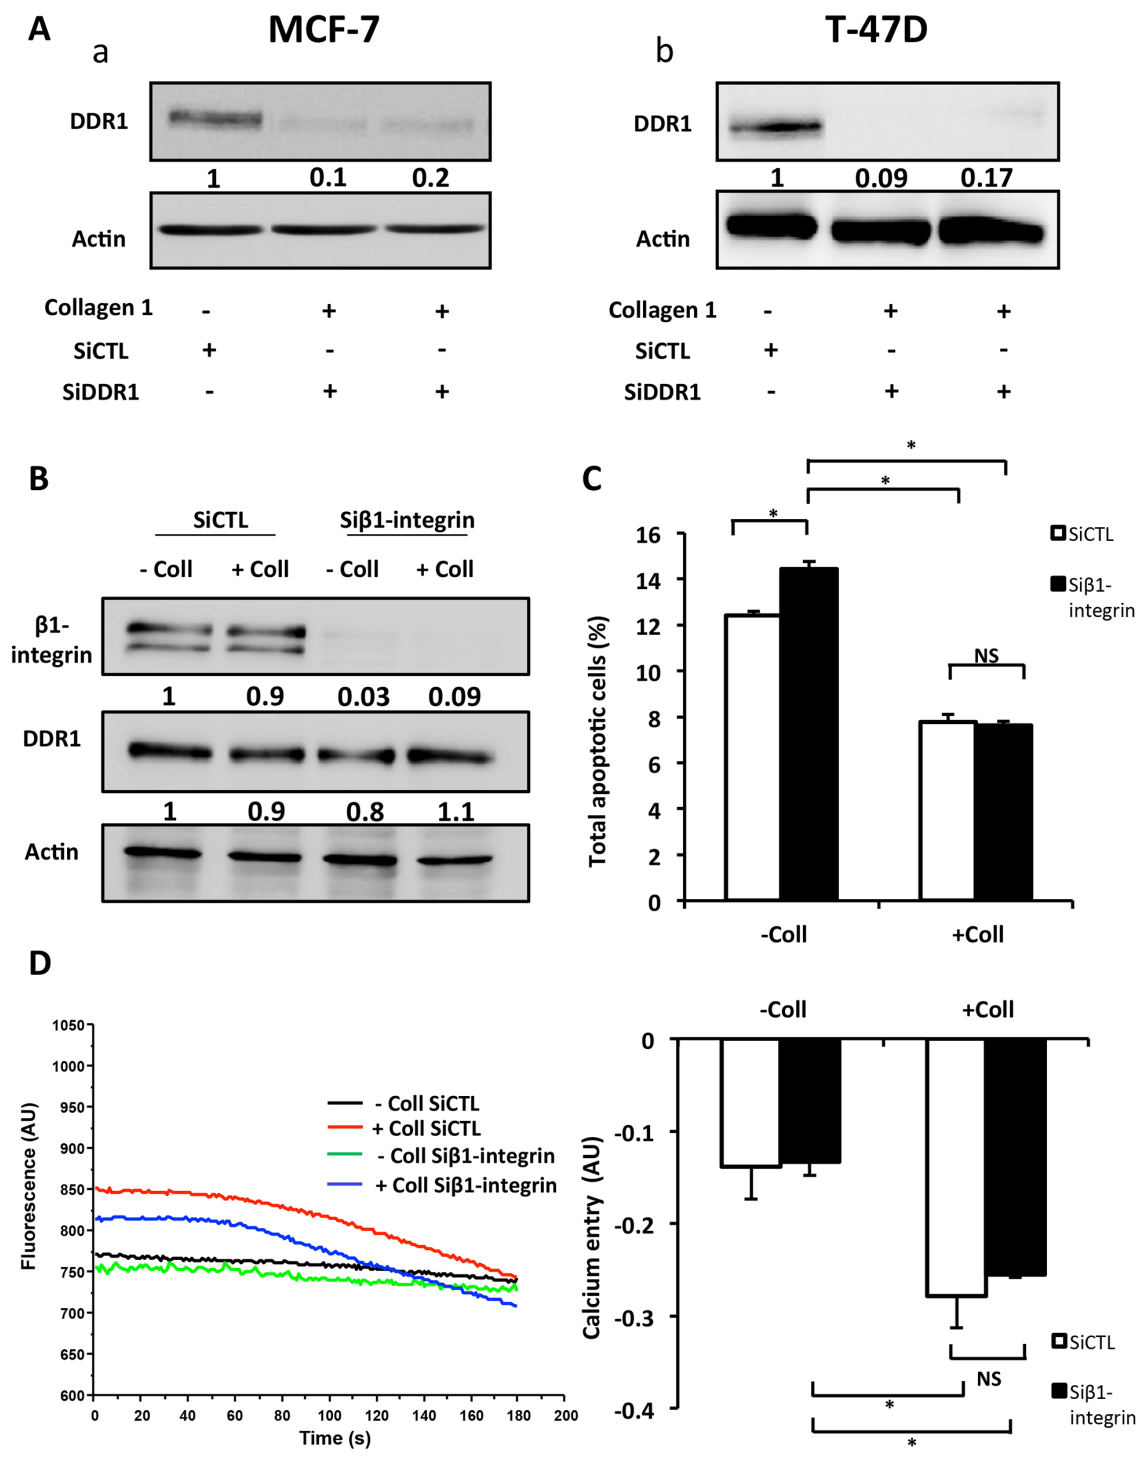 A
MCF-7
T-47D
a
b
DDR1
1 0.1 0.2
Actin
Collagen 1 - + +
SiCTL + - -
SiDDR1 - + +
DDR1
1 0.09 0.17
Actin
Collagen 1 - + +
SiCTL + - -
SiDDR1 - + +
B
SiCTL Siβ1-integrin
- Coll + Coll - Coll + Coll
β1-
integrin
1 0.9 0.03 0.09
DDR1
1 0.9 0.8 1.1
Actin
C
*
*
*
NS
SiCTL
Siβ1-
integrin
Total apoptotic cells (%)
16
14
12
10
8
6
4
2
0
-Coll +Coll
D
1050
1000
950
900
850
800
750
700
650
600
Fluorescence (AU)
- Coll SiCTL
+ Coll SiCTL
- Coll Siβ1-integrin
+ Coll Siβ1-integrin
0 20 40 60 80 100 120 140 160 180 200
Time (s)
-Coll +Coll
0
-0.1
-0.2
-0.3
-0.4
Calcium entry (AU)
SiCTL
Siβ1-
integrin
NS
*
*